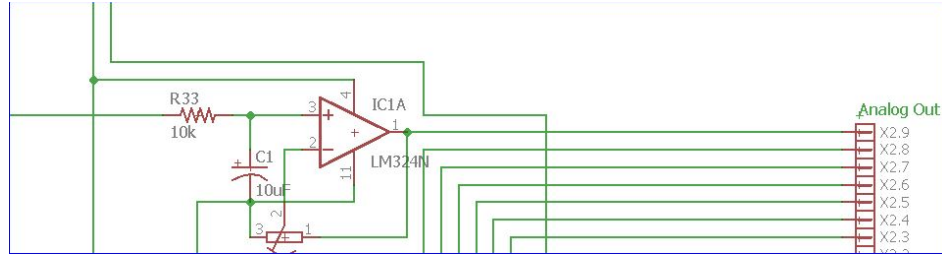 4
R33
10k
3
IC1A
1
2
LM324N
11
+
C1
10uF
2
3
1
Analog Out
X2.9
X2.8
X2.7
X2.6
X2.5
X2.4
X2.3